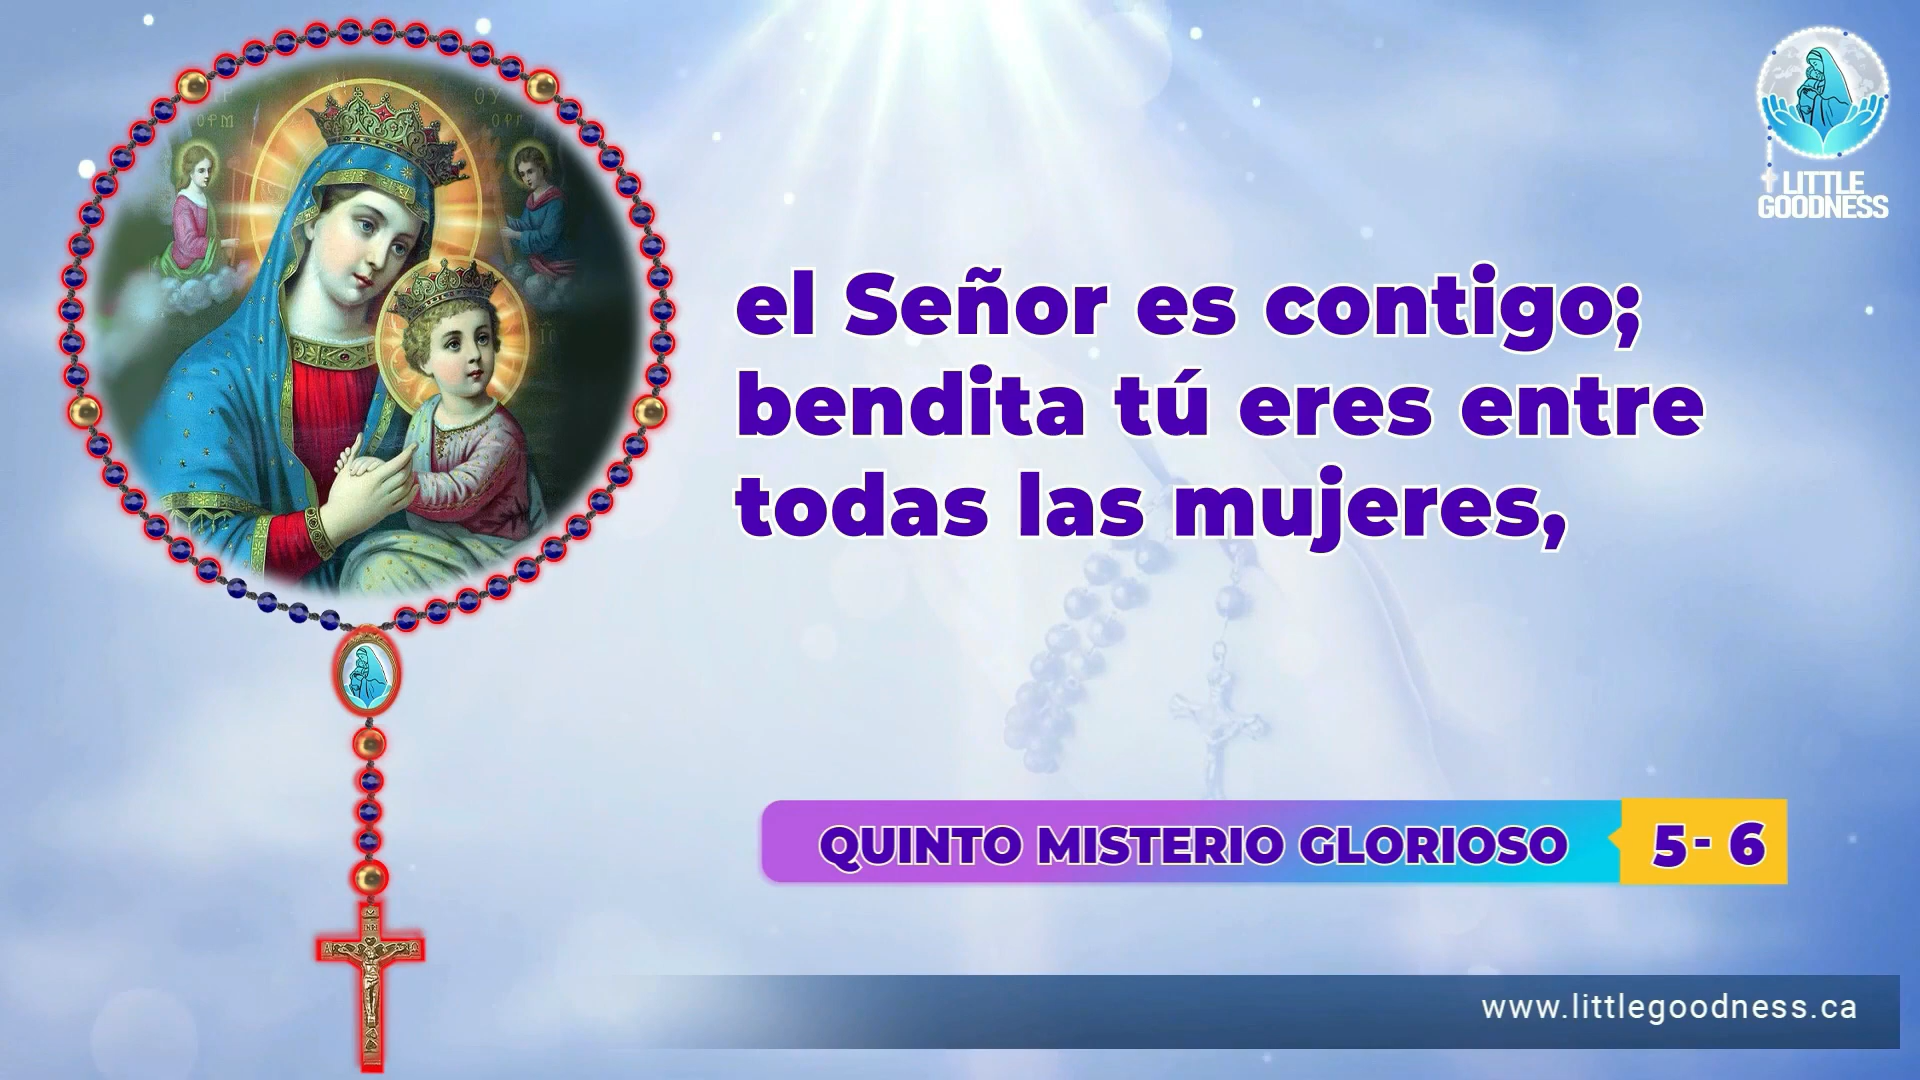 el Señor es contigo;
bendita tú eres entre
todas las mujeres,
QUINTO MISTERIO GLORIOSO 5- 6
LITTLE
GOODNESS
www.littlegoodness.ca
INRI